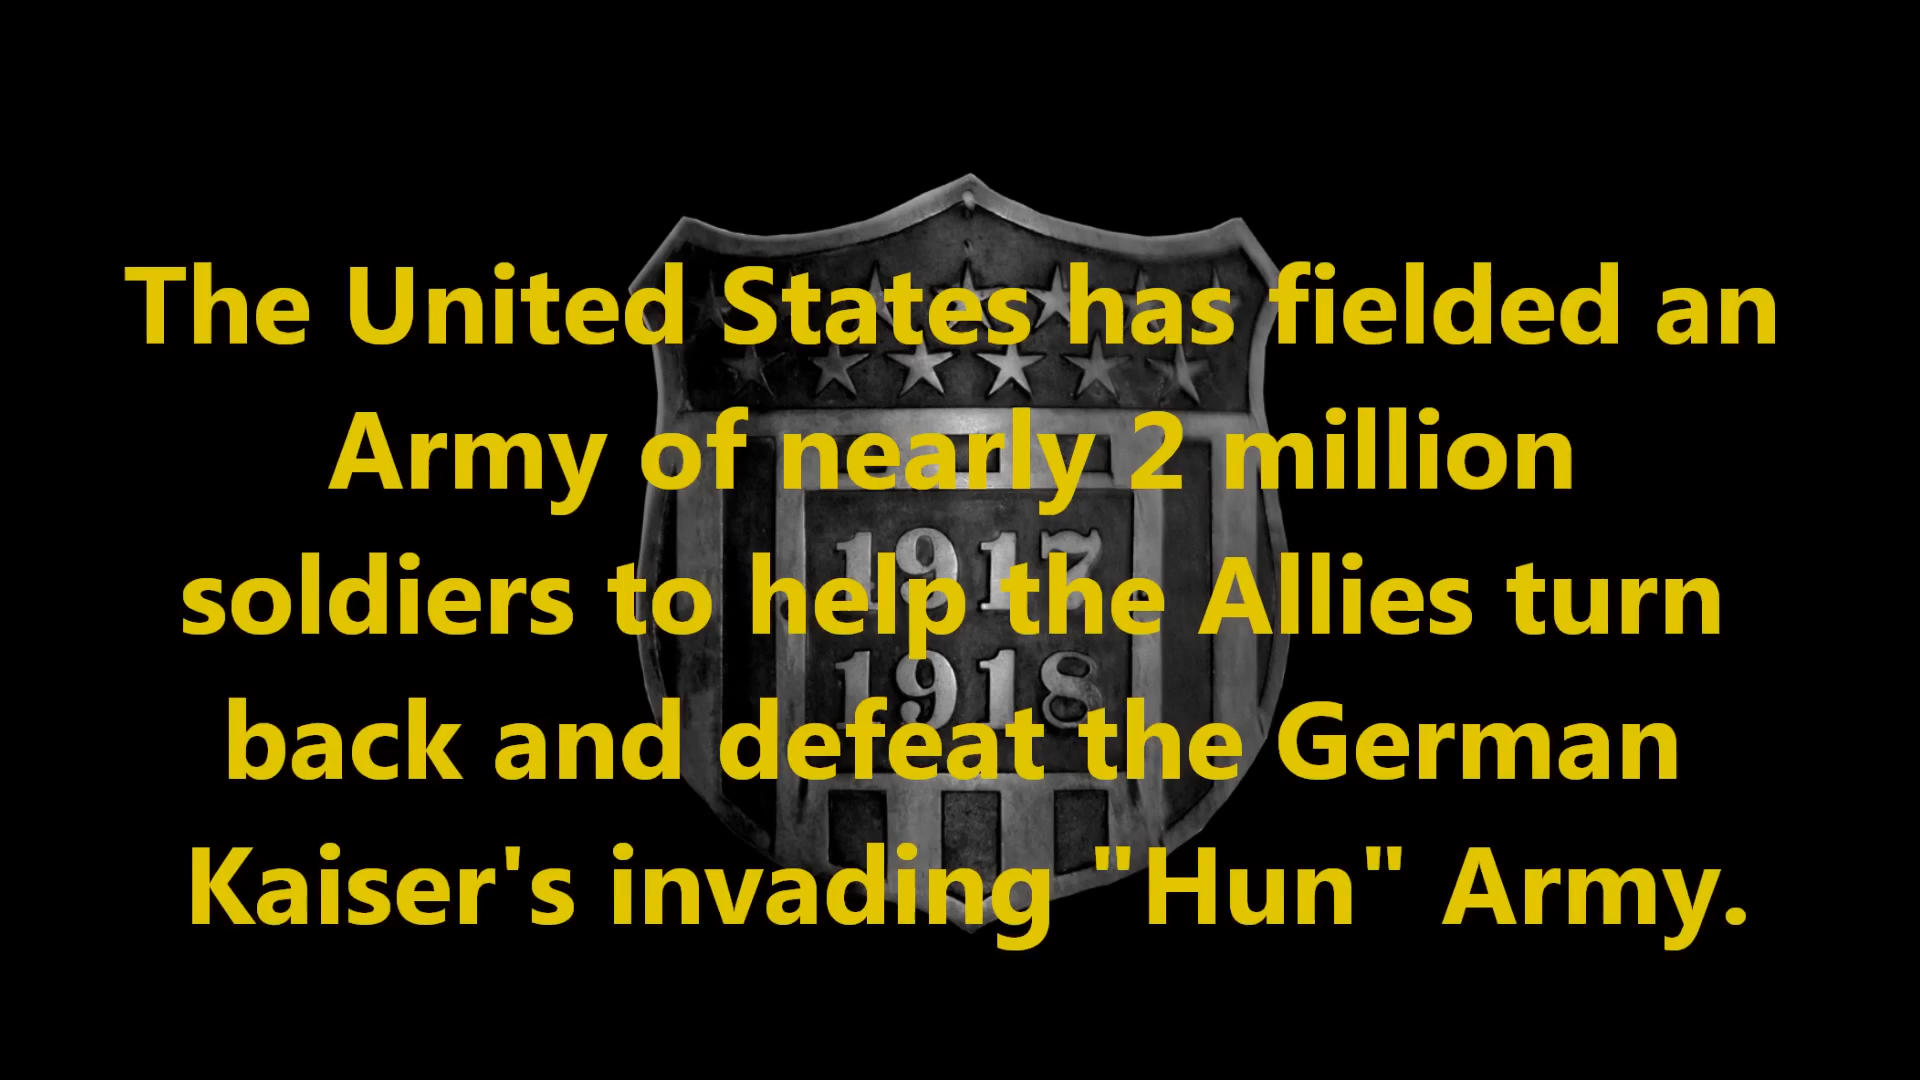 The United States has fielded an
Army of nearly 2 million
soldiers to help the Allies turn
back and defeat the German
Kaiser's invading "Hun" Army.
1917
1918